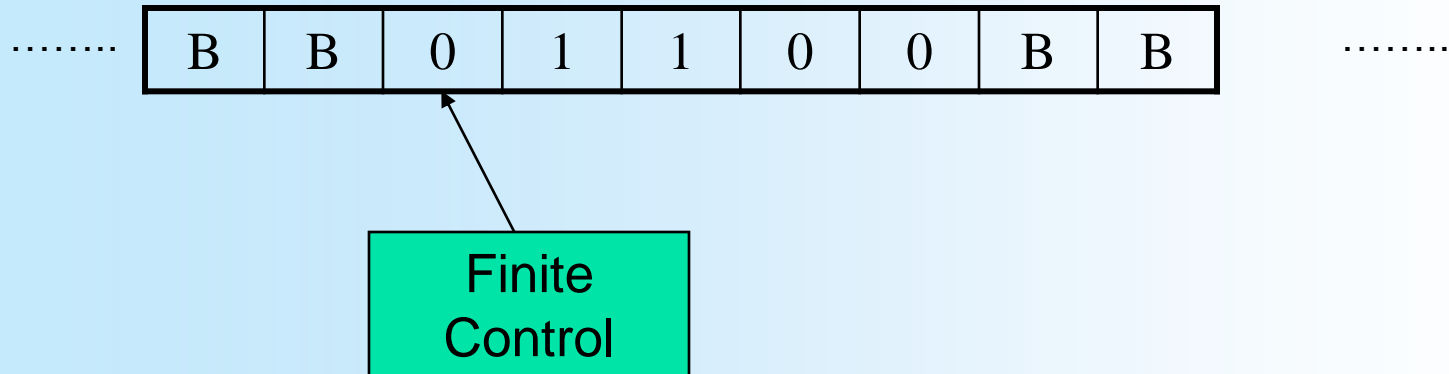 ........ B B 0 1 1 0 0 B B ........
Finite
Control